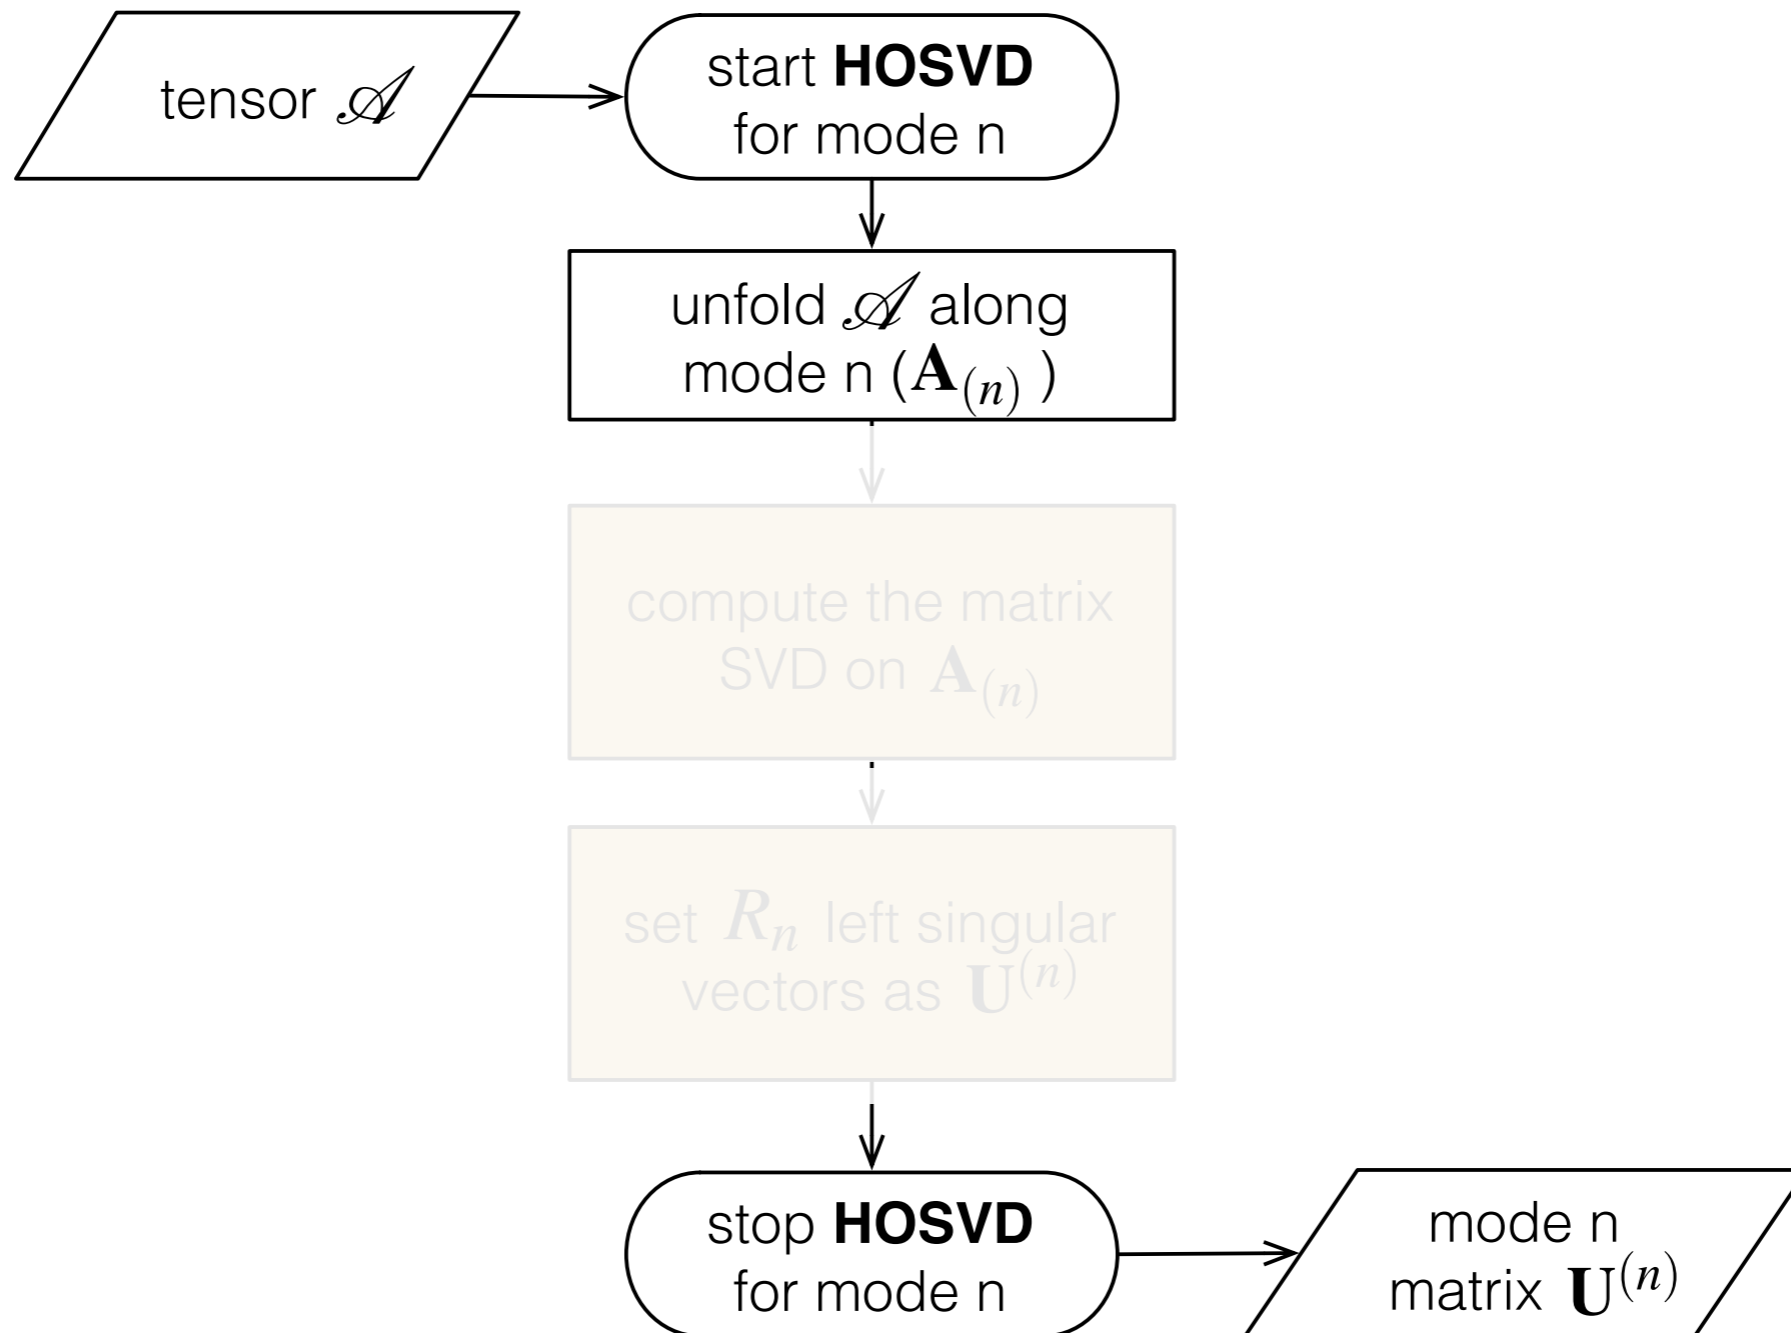 tensor 𝒜
start HOSVD
for mode n
unfold 𝒜 along
mode n (A₍ₙ₎ )
compute the matrix
SVD on A₍ₙ₎
set Rₙ left singular
vectors as U⁽ⁿ⁾
stop HOSVD
for mode n
mode n
matrix U⁽ⁿ⁾